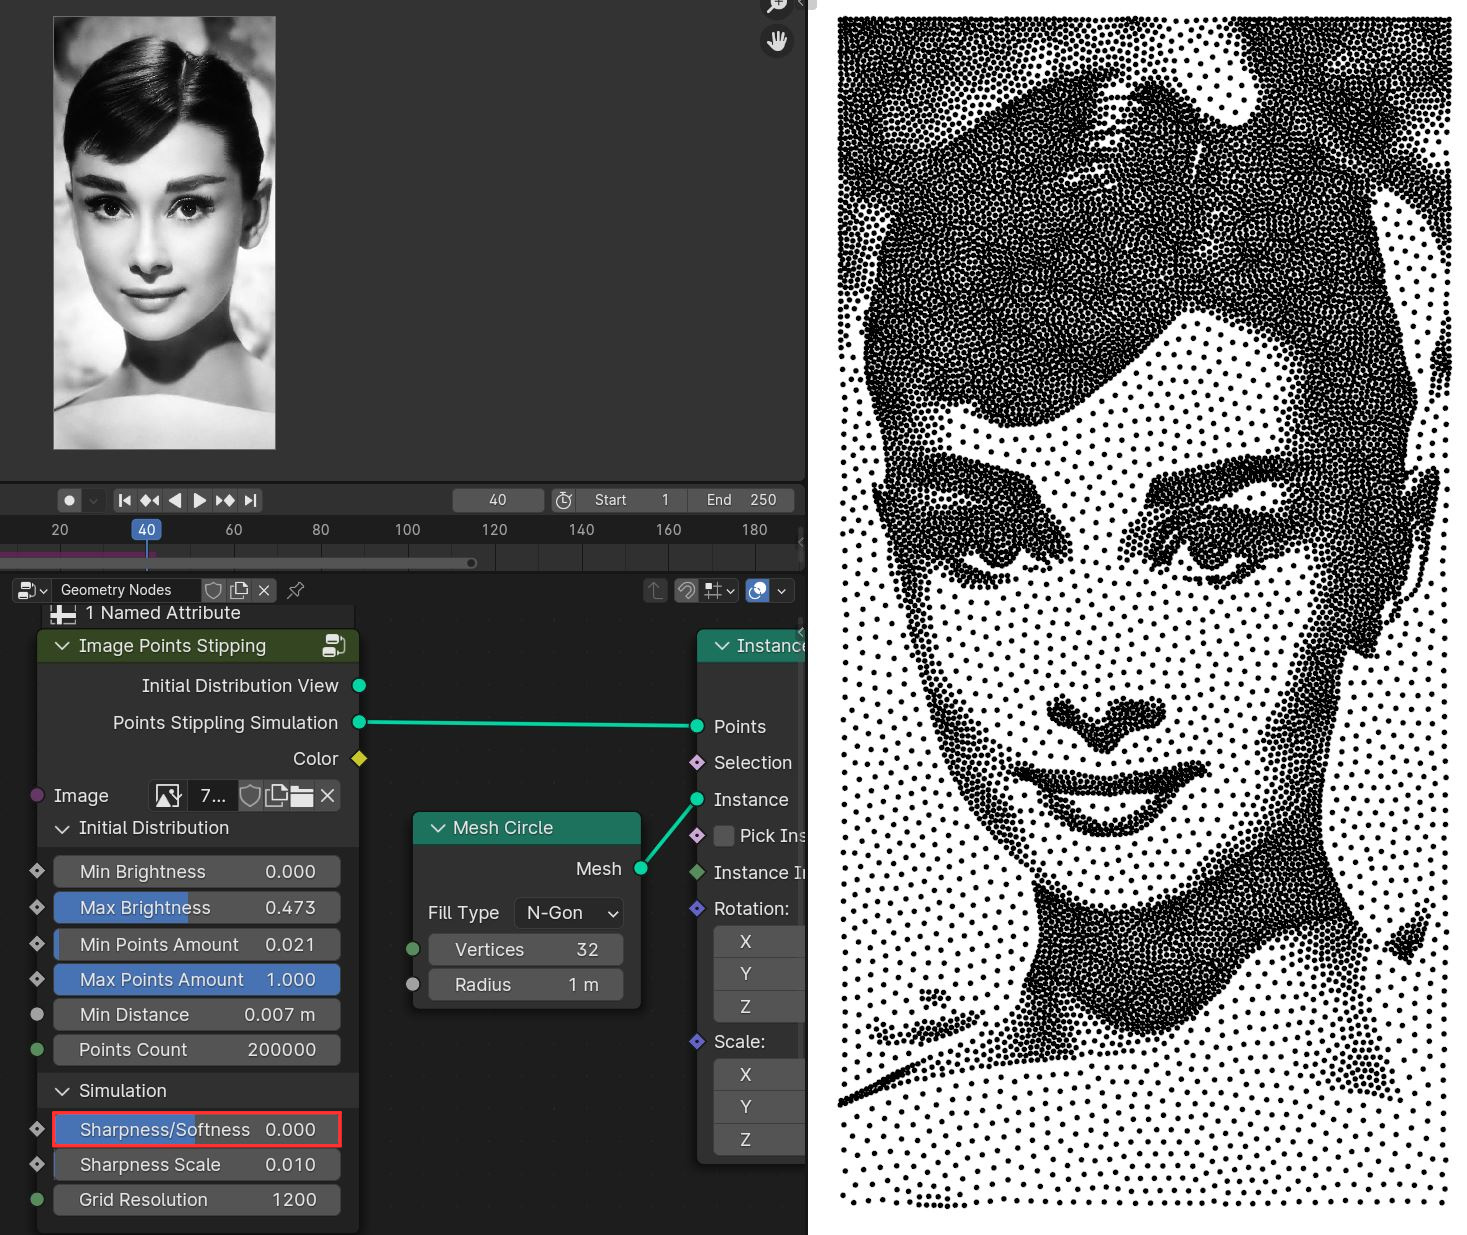 40
Start 1
End 250
20 40 60 80 100 120 140 160 180
Geometry Nodes
1 Named Attribute
Image Points Stipping
Initial Distribution View
Points Stippling Simulation
Color
Image 7...
Initial Distribution
Min Brightness 0.000
Max Brightness 0.473
Min Points Amount 0.021
Max Points Amount 1.000
Min Distance 0.007 m
Points Count 200000
Simulation
Sharpness/Softness 0.000
Sharpness Scale 0.010
Grid Resolution 1200
Mesh Circle
Mesh
Fill Type N-Gon
Vertices 32
Radius 1 m
Instance
Points
Selection
Instance
Pick Ins
Instance I
Rotation:
X
Y
Z
Scale:
X
Y
Z